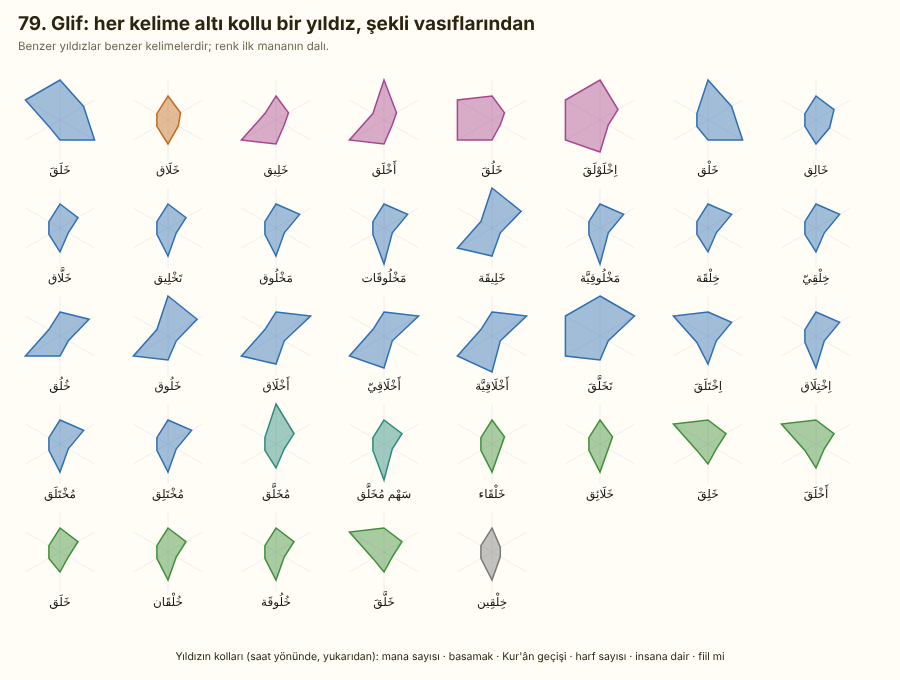 79. Glif: her kelime altı kollu bir yıldız, şekli vasıflarından
Benzer yıldızlar benzer kelimelerdir; renk ilk mananın dalı.
خَلَقَ خَلَاق خَلِيق أَخْلَق خَلُقَ اِخْلَوْلَقَ خَلْق خَالِق
خَلَّاق تَخْلِيق مَخْلُوق مَخْلُوقَات خَلِيقَة مَخْلُوقِيَّة خِلْقَة خِلْقِيّ
خُلُق خَلُوق أَخْلَاق أَخْلَاقِيّ أَخْلَاقِيَّة تَخَلَّقَ اِخْتَلَقَ اِخْتِلَاق
مُخْتَلَق مُخْتَلِق مُخَلَّق سَهْم مُخَلَّق خَلْقَاء خَلَائِق خَلِقَ أَخْلَقَ
خَلَق خُلْقَان خُلُوقَة خَلَّقَ خِلْقِين
Yıldızın kolları (saat yönünde, yukarıdan): mana sayısı · basamak · Kur'ân geçişi · harf sayısı · insana dair · fiil mi